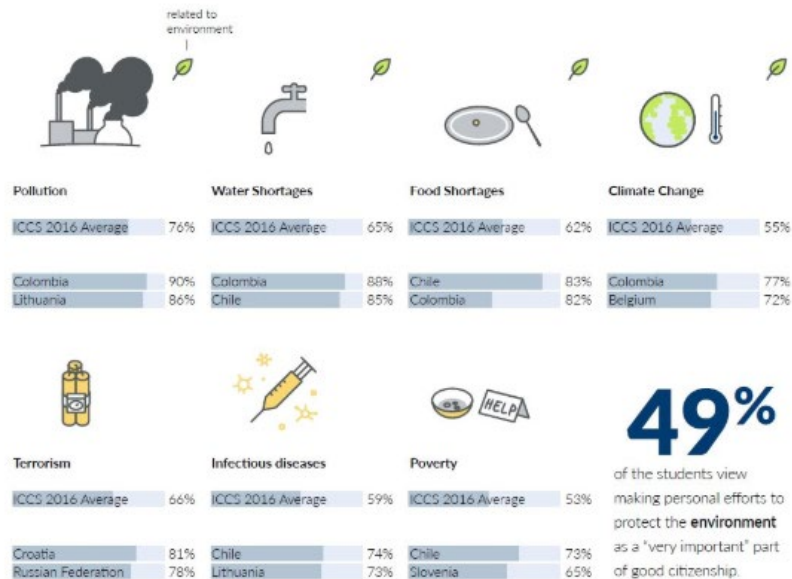 related to
environment
Pollution
ICCS 2016 Average 76%
Colombia 90%
Lithuania 86%
Water Shortages
ICCS 2016 Average 65%
Colombia 88%
Chile 85%
Food Shortages
ICCS 2016 Average 62%
Chile 83%
Colombia 82%
Climate Change
ICCS 2016 Average 55%
Colombia 77%
Belgium 72%
Terrorism
ICCS 2016 Average 66%
Croatia 81%
Russian Federation 78%
Infectious diseases
ICCS 2016 Average 59%
Chile 74%
Lithuania 73%
HELP
Poverty
ICCS 2016 Average 53%
Chile 73%
Slovenia 65%
49%
of the students view
making personal efforts to
protect the environment
as a "very important" part
of good citizenship.